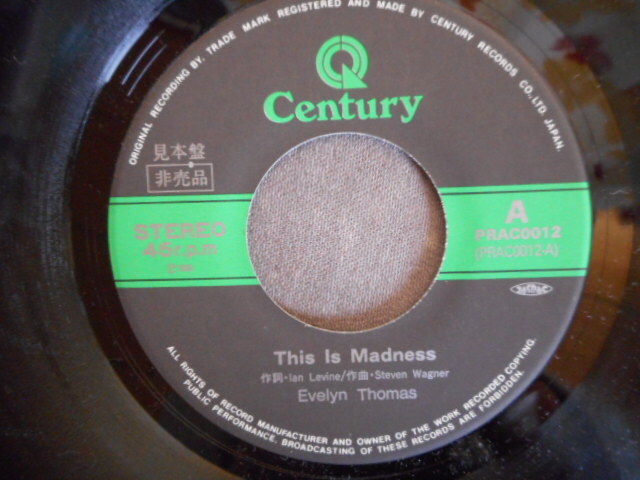 ORIGINAL RECORDING BY, TRADE MARK REGISTERED AND MADE BY CENTURY RECORDS CO., LTD. JAPAN.
Century
見本盤
非売品
STEREO
45r.p.m
A
PRAC0012
(PRAC0012-A)
This Is Madness
作詞・Ian Levine/作曲・Steven Wagner
Evelyn Thomas
ALL RIGHTS OF RECORD MANUFACTURER AND OWNER OF THE WORK RECORDED COPYING.
PUBLIC PERFORMANCE, BROADCASTING OF THESE RECORDS ARE FORBIDDEN.